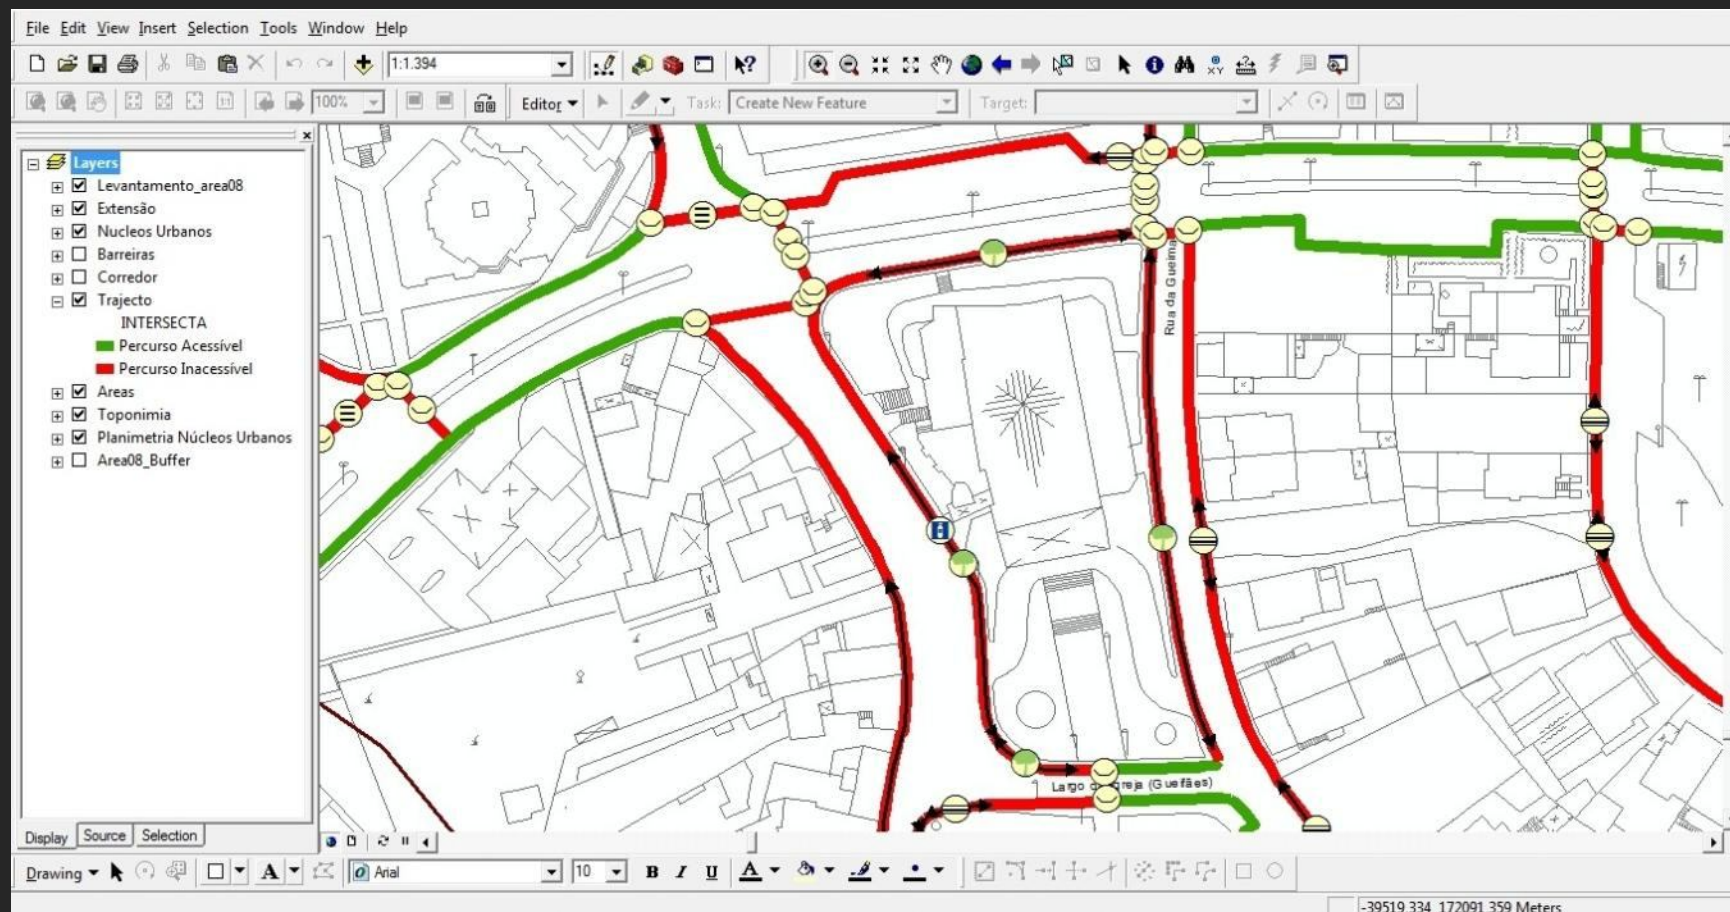 File Edit View Insert Selection Tools Window Help
1:1.394
100% Editor Task: Create New Feature Target:
Layers
Levantamento_area08
Extensão
Nucleos Urbanos
Barreiras
Corredor
Trajecto
INTERSECTA
Percurso Acessível
Percurso Inacessível
Areas
Toponimia
Planimetria Núcleos Urbanos
Area08_Buffer
Rua da Gueima
Largo (Gueifães)
H
Display Source Selection
Drawing A Arial 10 B I U A
-39519,334 172091,359 Meters